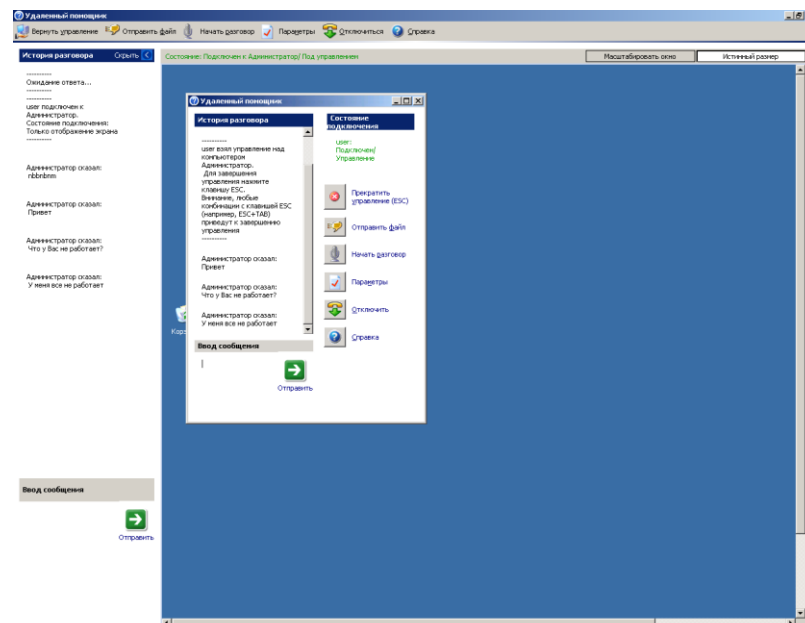 Удаленный помощник
Вернуть управление Отправить файл Начать разговор Параметры Отключиться Справка
История разговора Скрыть
Состояние: Подключен к Администратор/ Под управлением
Масштабировать окно Истинный размер
----------
Ожидание ответа...
----------
----------
user подключен к
Администратор.
Состояние подключения:
Только отображение экрана
----------
Администратор сказал:
nbbnbnm
Администратор сказал:
Привет
Администратор сказал:
Что у Вас не работает?
Администратор сказал:
У меня все не работает
Ввод сообщения
Отправить
Удаленный помощник
История разговора
----------
user взял управление над
компьютером
Администратор.
Для завершения
управления нажмите
клавишу ESC.
Внимание, любые
комбинации с клавишей ESC
(например, ESC+TAB)
приведут к завершению
управления
----------
Администратор сказал:
Привет
Администратор сказал:
Что у Вас не работает?
Администратор сказал:
У меня все не работает
Ввод сообщения
Отправить
Состояние
подключения
user:
Подключен/
Управление
Прекратить
управление (ESC)
Отправить файл
Начать разговор
Параметры
Отключить
Справка